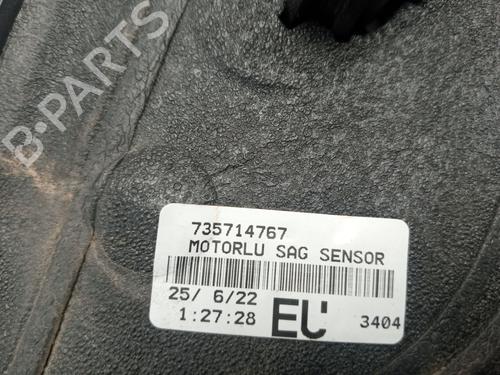 B-PARTS
735714767
MOTORLU SAG SENSOR
25/ 6/22
1:27:28
EU
3404